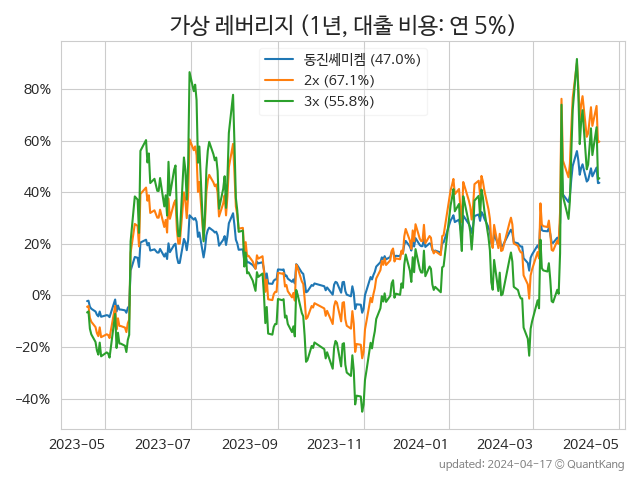 가상 레버리지 (1년, 대출 비용: 연 5%)
동진쎄미켐 (47.0%)
2x (67.1%)
3x (55.8%)
80%
60%
40%
20%
0%
−20%
−40%
2023-05 2023-07 2023-09 2023-11 2024-01 2024-03 2024-05
updated: 2024-04-17 ⓒ QuantKang